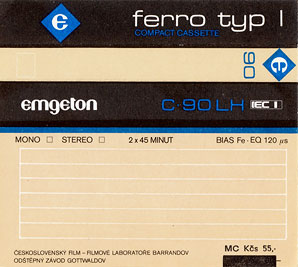 e ferro typ I
COMPACT CASSETTE
90
emgeton C-90 LH IEC I
MONO STEREO 2 x 45 MINUT BIAS Fe · EQ 120 µs
ČESKOSLOVENSKÝ FILM – FILMOVÉ LABORATOŘE BARRANDOV
ODŠTĚPNÝ ZÁVOD GOTTWALDOV
MC Kčs 55,-